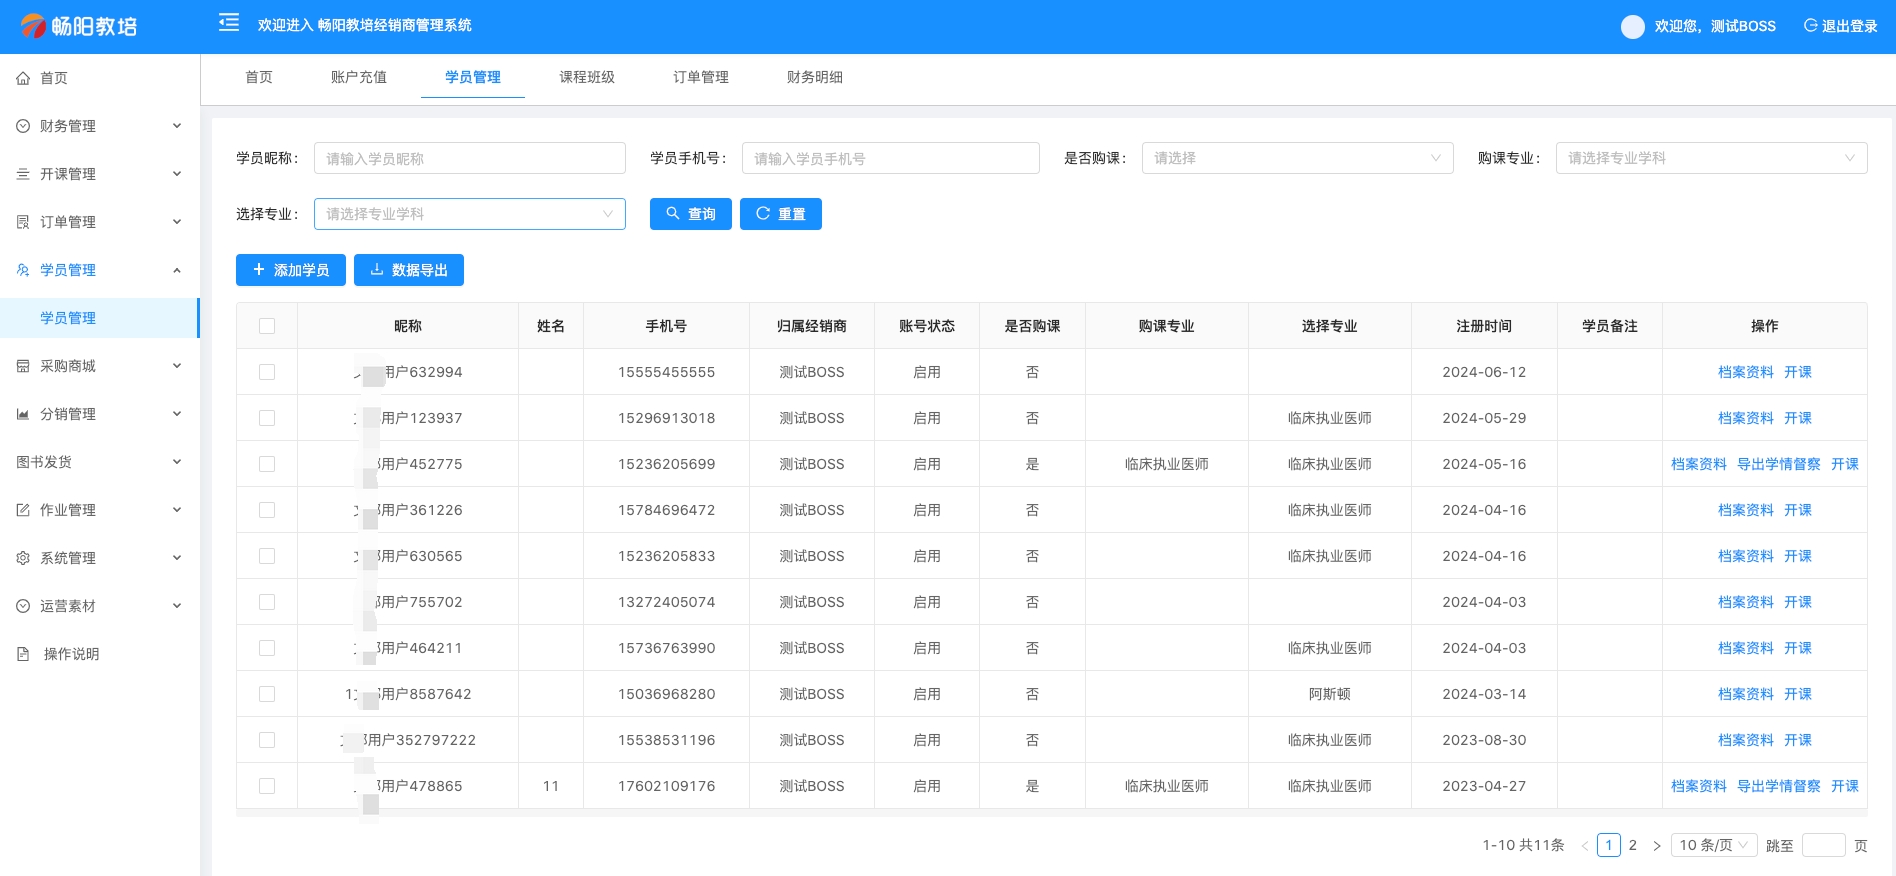 畅阳教培
欢迎进入 畅阳教培经销商管理系统
欢迎您，测试BOSS
退出登录
首页
财务管理
开课管理
订单管理
学员管理
学员管理
采购商城
分销管理
图书发货
作业管理
系统管理
运营素材
操作说明
首页 账户充值 学员管理 课程班级 订单管理 财务明细
学员昵称： 请输入学员昵称 学员手机号： 请输入学员手机号 是否购课： 请选择 购课专业： 请选择专业学科
选择专业： 请选择专业学科 查询 重置
添加学员 数据导出
昵称 姓名 手机号 归属经销商 账号状态 是否购课 购课专业 选择专业 注册时间 学员备注 操作
用户632994 15555455555 测试BOSS 启用 否 2024-06-12 档案资料 开课
用户123937 15296913018 测试BOSS 启用 否 临床执业医师 2024-05-29 档案资料 开课
用户452775 15236205699 测试BOSS 启用 是 临床执业医师 临床执业医师 2024-05-16 档案资料 导出学情督察 开课
用户361226 15784696472 测试BOSS 启用 否 临床执业医师 2024-04-16 档案资料 开课
用户630565 15236205833 测试BOSS 启用 否 临床执业医师 2024-04-16 档案资料 开课
用户755702 13272405074 测试BOSS 启用 否 2024-04-03 档案资料 开课
用户464211 15736763990 测试BOSS 启用 否 临床执业医师 2024-04-03 档案资料 开课
用户8587642 15036968280 测试BOSS 启用 否 阿斯顿 2024-03-14 档案资料 开课
用户352797222 15538531196 测试BOSS 启用 否 临床执业医师 2023-08-30 档案资料 开课
用户478865 11 17602109176 测试BOSS 启用 是 临床执业医师 临床执业医师 2023-04-27 档案资料 导出学情督察 开课
1-10 共11条 < 1 2 > 10 条/页 跳至 页